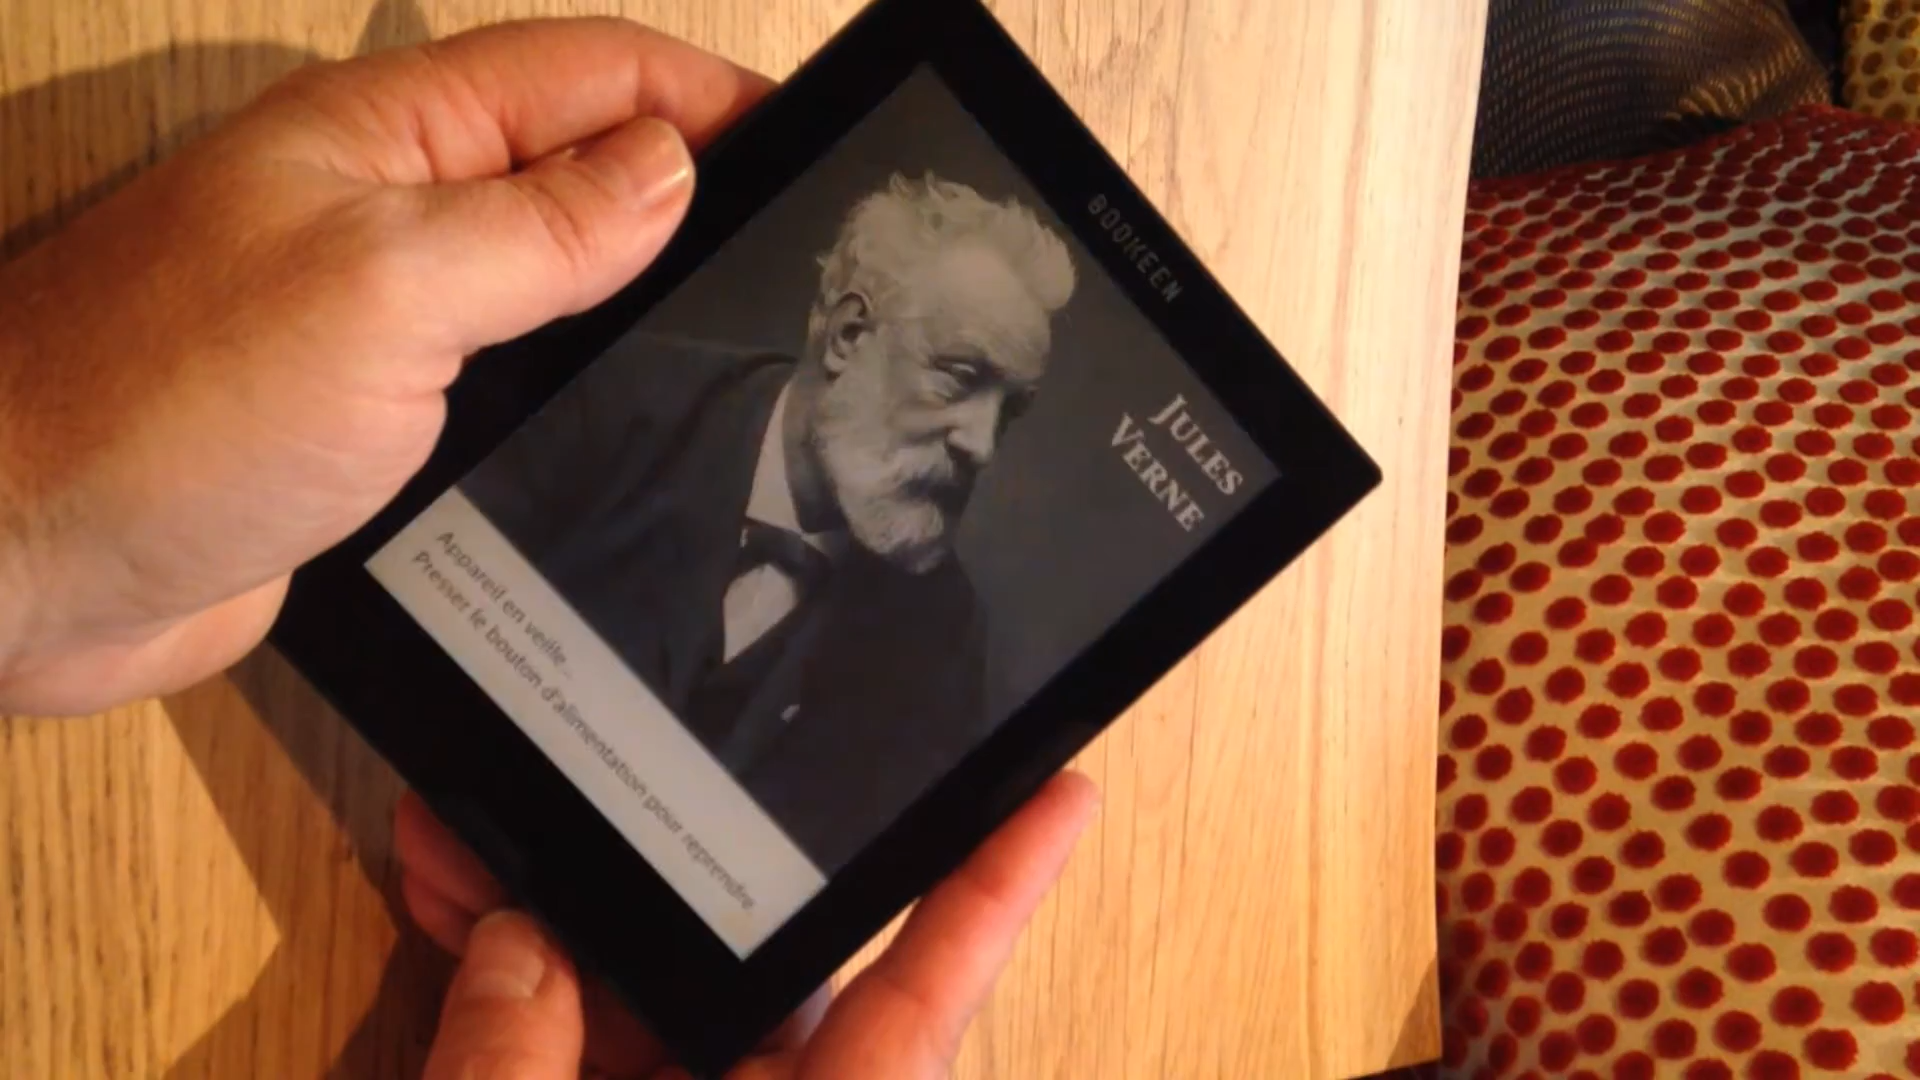 BOOKEEN
JULES
VERNE
Appareil en veille...
Presser le bouton d'alimentation pour reprendre.